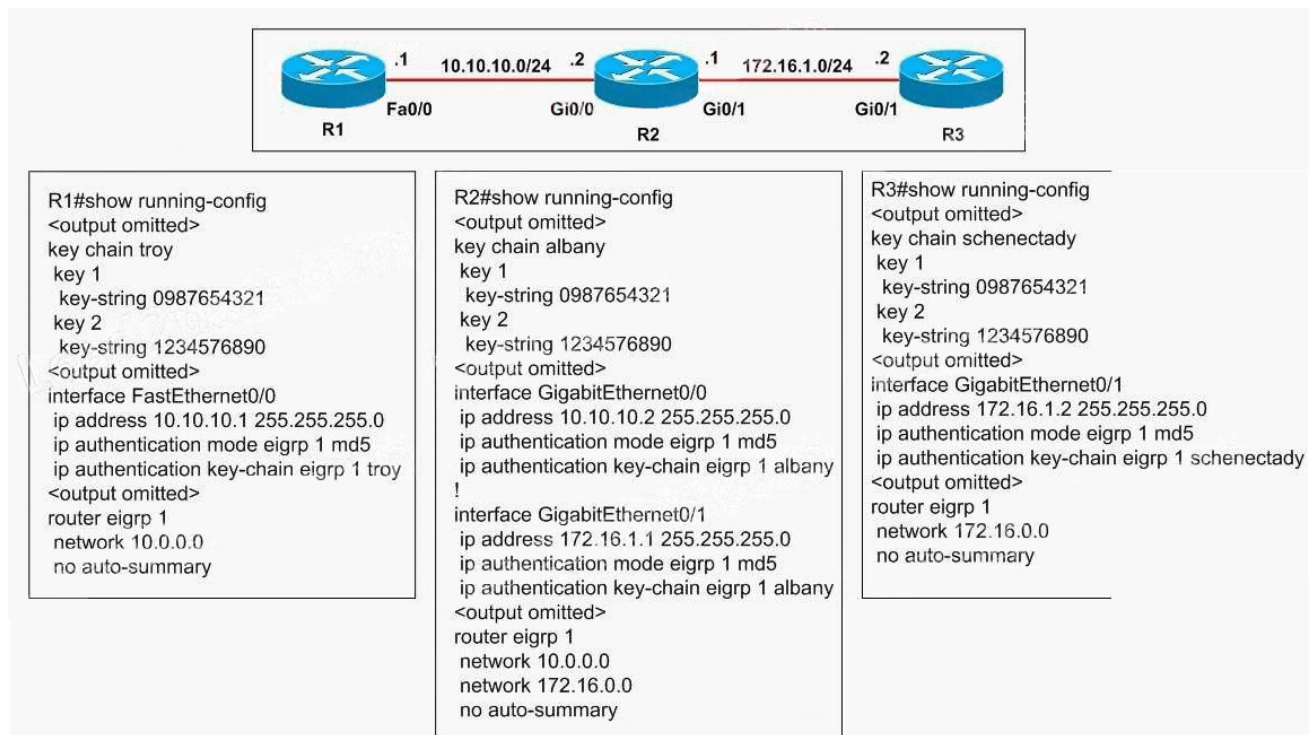 .1 10.10.10.0/24 .2 .1 172.16.1.0/24 .2
Fa0/0 Gi0/0 Gi0/1 Gi0/1
R1 R2 R3
R1#show running-config
<output omitted>
key chain troy
key 1
key-string 0987654321
key 2
key-string 1234576890
<output omitted>
interface FastEthernet0/0
ip address 10.10.10.1 255.255.255.0
ip authentication mode eigrp 1 md5
ip authentication key-chain eigrp 1 troy
<output omitted>
router eigrp 1
network 10.0.0.0
no auto-summary
R2#show running-config
<output omitted>
key chain albany
key 1
key-string 0987654321
key 2
key-string 1234576890
<output omitted>
interface GigabitEthernet0/0
ip address 10.10.10.2 255.255.255.0
ip authentication mode eigrp 1 md5
ip authentication key-chain eigrp 1 albany
!
interface GigabitEthernet0/1
ip address 172.16.1.1 255.255.255.0
ip authentication mode eigrp 1 md5
ip authentication key-chain eigrp 1 albany
<output omitted>
router eigrp 1
network 10.0.0.0
network 172.16.0.0
no auto-summary
R3#show running-config
<output omitted>
key chain schenectady
key 1
key-string 0987654321
key 2
key-string 1234576890
<output omitted>
interface GigabitEthernet0/1
ip address 172.16.1.2 255.255.255.0
ip authentication mode eigrp 1 md5
ip authentication key-chain eigrp 1 schenectady
<output omitted>
router eigrp 1
network 172.16.0.0
no auto-summary